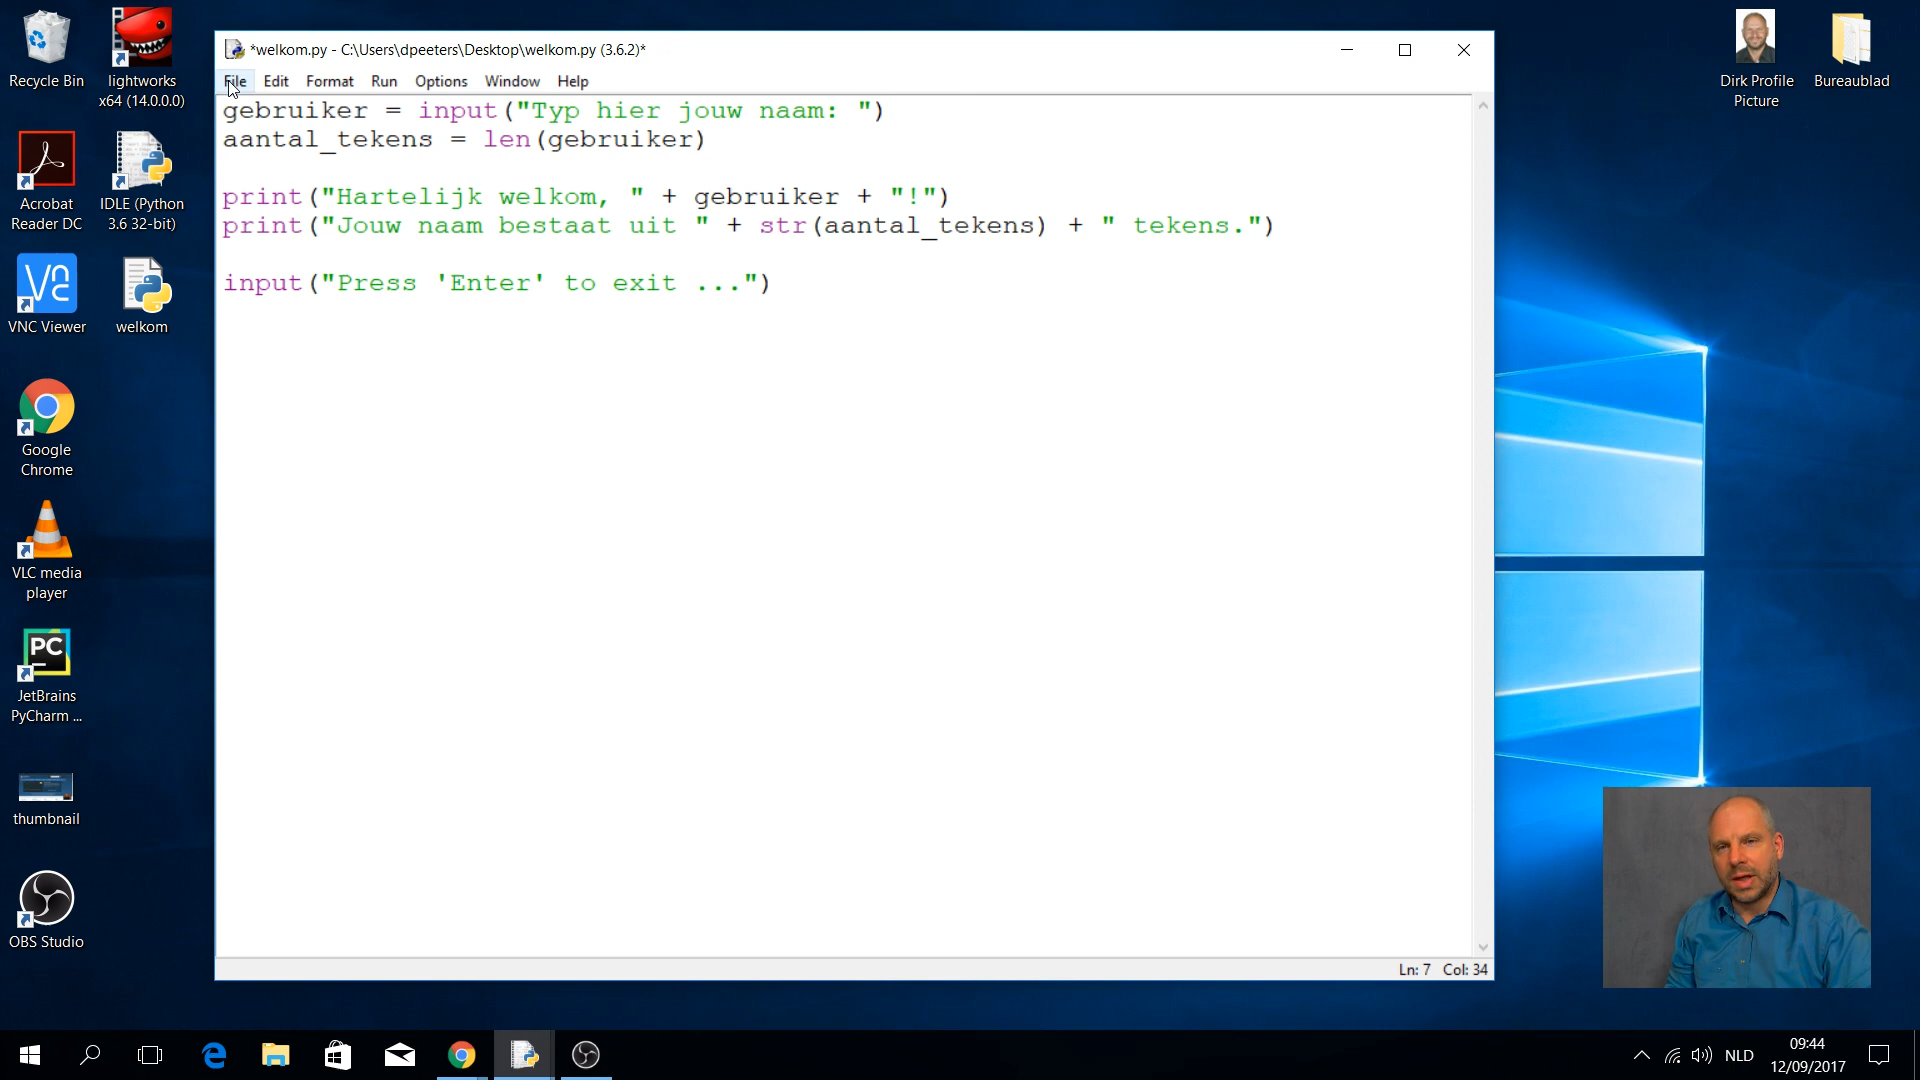 *welkom.py - C:\Users\dpeeters\Desktop\welkom.py (3.6.2)*
File Edit Format Run Options Window Help
gebruiker = input("Typ hier jouw naam: ")
aantal_tekens = len(gebruiker)
print("Hartelijk welkom, " + gebruiker + "!")
print("Jouw naam bestaat uit " + str(aantal_tekens) + " tekens.")
input("Press 'Enter' to exit ...")
Ln: 7 Col: 34
Recycle Bin
lightworks
x64 (14.0.0.0)
Acrobat
Reader DC
IDLE (Python
3.6 32-bit)
VNC Viewer
welkom
Google
Chrome
VLC media
player
PC
JetBrains
PyCharm ...
thumbnail
OBS Studio
Dirk Profile
Picture
Bureaublad
NLD
09:44
12/09/2017